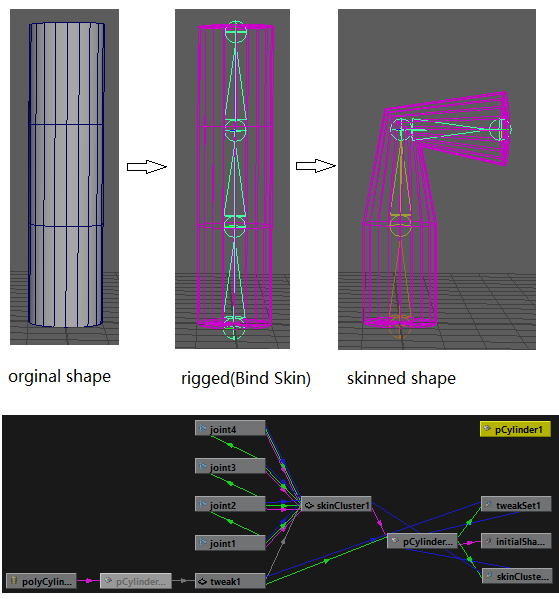 orginal shape
rigged(Bind Skin)
skinned shape
joint4
pCylinder1
joint3
joint2
skinCluster1
tweakSet1
joint1
pCylinder...
initialSha...
polyCylin...
pCylinder...
tweak1
skinCluste...